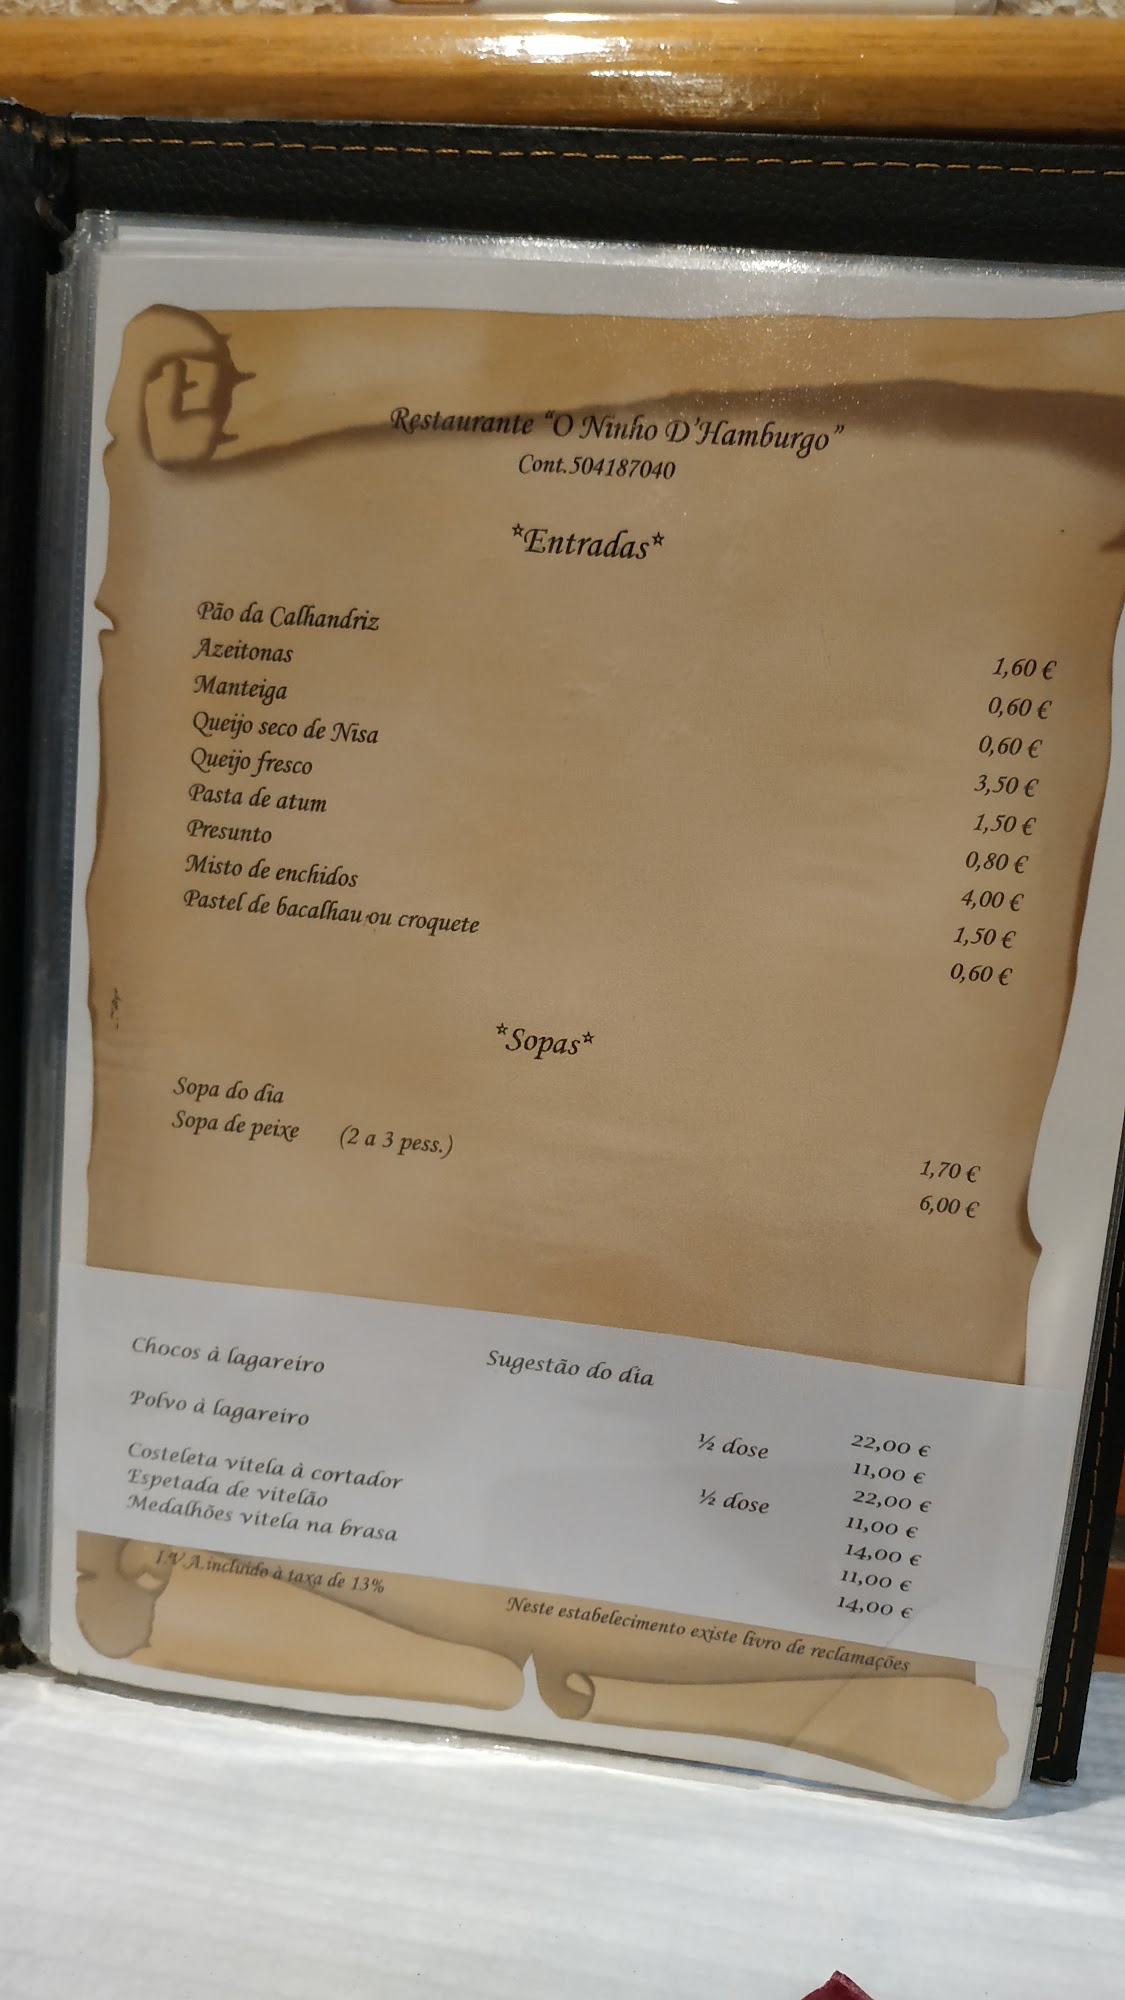 Restaurante "O Ninho D'Hamburgo"
Cont.504187040
*Entradas*
Pão da Calhandriz 1,60 €
Azeitonas 0,60 €
Manteiga 0,60 €
Queijo seco de Nisa 3,50 €
Queijo fresco 1,50 €
Pasta de atum 0,80 €
Presunto 4,00 €
Misto de enchidos 1,50 €
Pastel de bacalhau ou croquete 0,60 €
*Sopas*
Sopa do dia 1,70 €
Sopa de peixe (2 a 3 pess.) 6,00 €
Sugestão do dia
Chocos à lagareiro 22,00 €
½ dose 11,00 €
Polvo à lagareiro 22,00 €
½ dose 11,00 €
Costeleta vitela à cortador 14,00 €
Espetada de vitelão 11,00 €
Medalhões vitela na brasa 14,00 €
I.V.A.incluído à taxa de 13%
Neste estabelecimento existe livro de reclamações